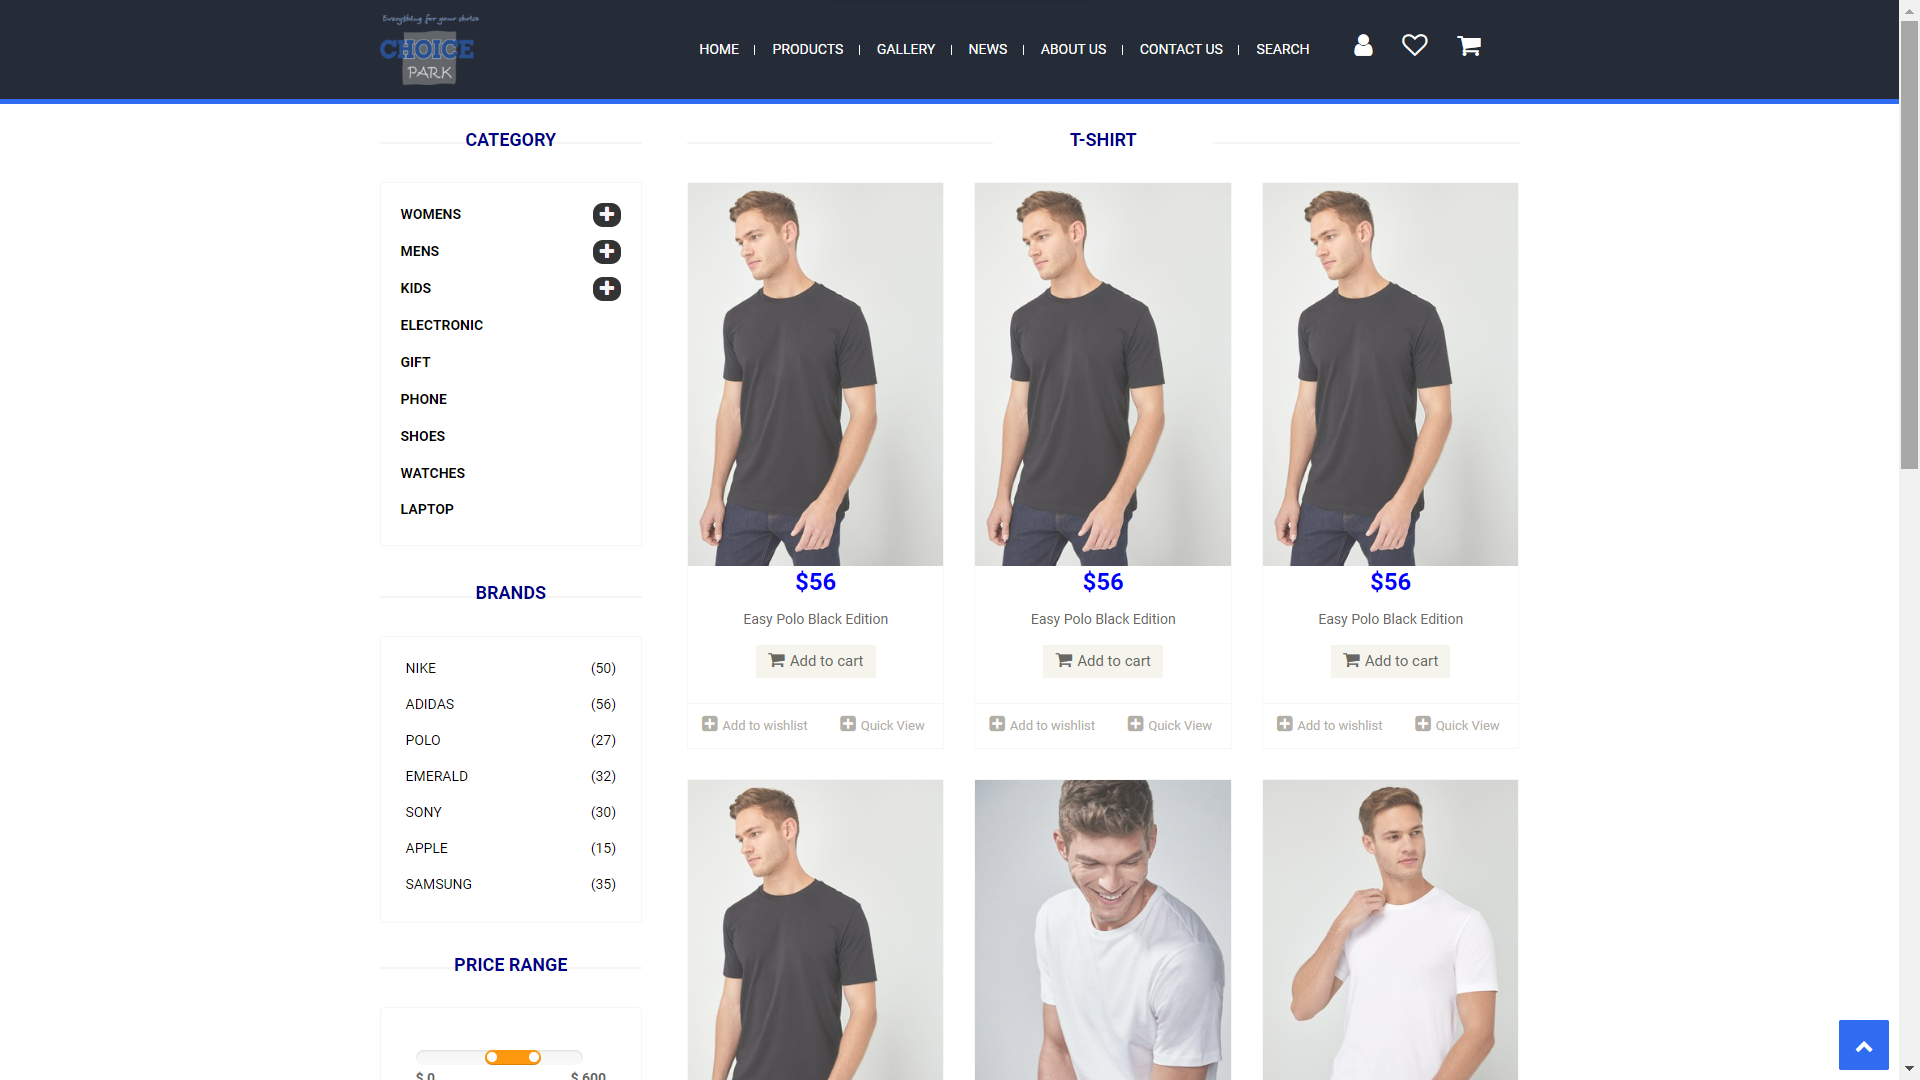 Everything for your choice
CHOICE
PARK
HOME
PRODUCTS
GALLERY
NEWS
ABOUT US
CONTACT US
SEARCH
CATEGORY
WOMENS
MENS
KIDS
ELECTRONIC
GIFT
PHONE
SHOES
WATCHES
LAPTOP
BRANDS
NIKE (50)
ADIDAS (56)
POLO (27)
EMERALD (32)
SONY (30)
APPLE (15)
SAMSUNG (35)
PRICE RANGE
$ 0 $ 600
T-SHIRT
$56
Easy Polo Black Edition
Add to cart
Add to wishlist Quick View
$56
Easy Polo Black Edition
Add to cart
Add to wishlist Quick View
$56
Easy Polo Black Edition
Add to cart
Add to wishlist Quick View